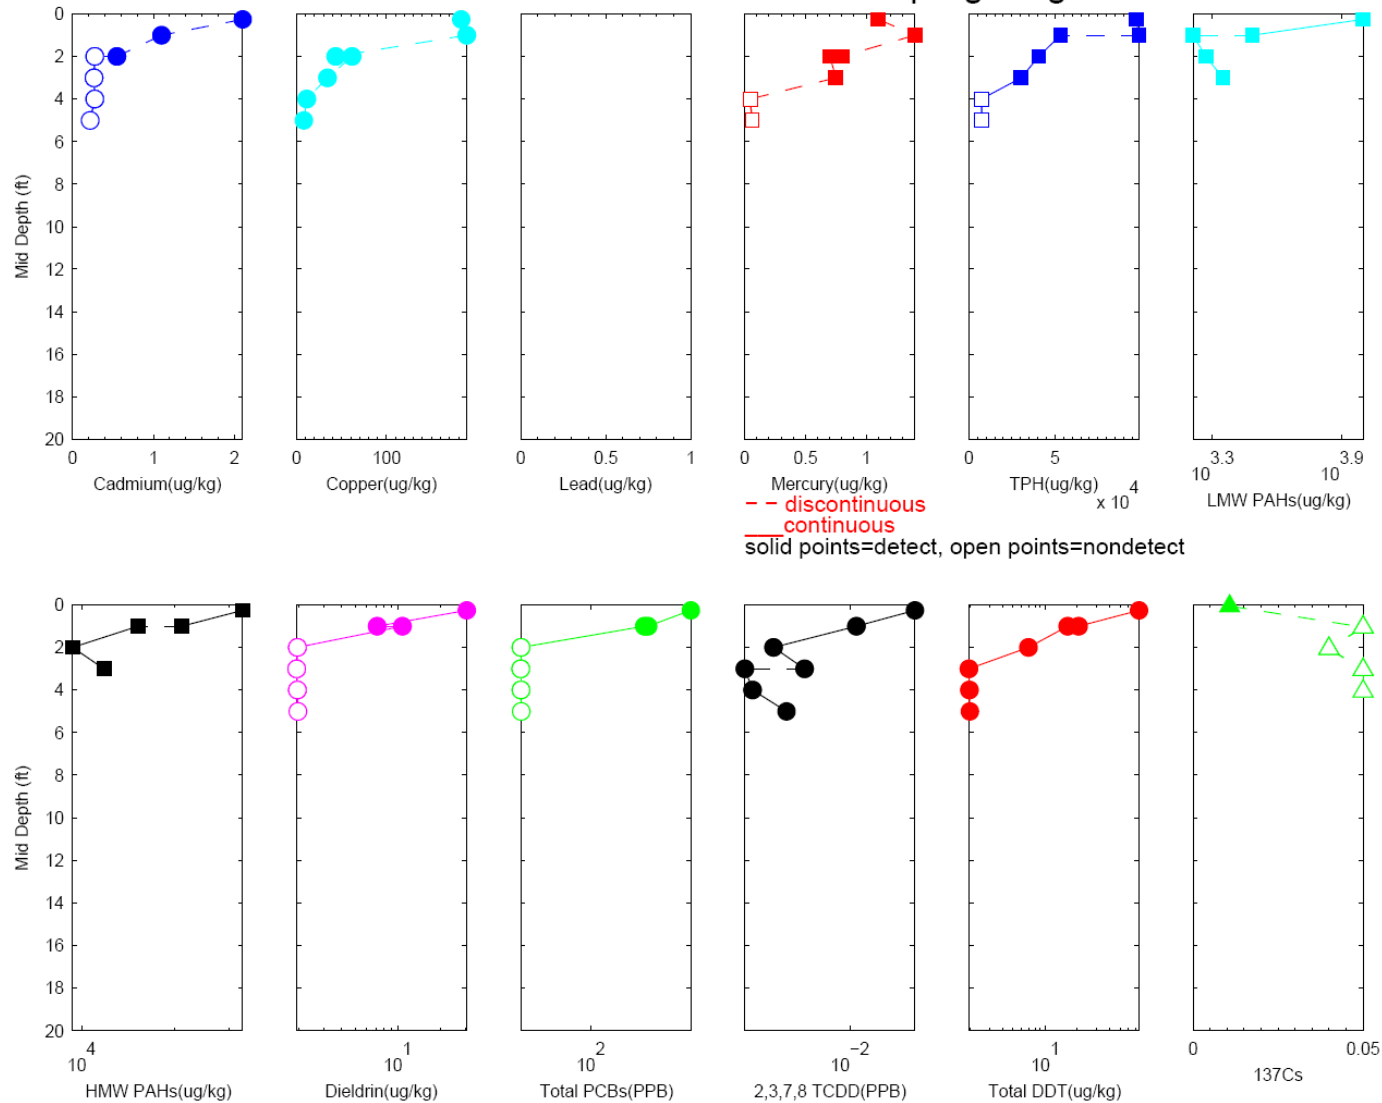 0
2
4
6
8
10
12
14
16
18
20
Mid Depth (ft)
0 1 2
Cadmium(ug/kg)
100
Copper(ug/kg)
0 0.5 1
Lead(ug/kg)
0 0.5 1
Mercury(ug/kg)
0 5
TPH(ug/kg)
x 10^4
10^3.3 10^3.9
LMW PAHs(ug/kg)
– – discontinuous
___continuous
solid points=detect, open points=nondetect
0
2
4
6
8
10
12
14
16
18
20
Mid Depth (ft)
10^4
HMW PAHs(ug/kg)
10^1
Dieldrin(ug/kg)
10^2
Total PCBs(PPB)
10^−2
2,3,7,8 TCDD(PPB)
10^1
Total DDT(ug/kg)
0 0.05
137Cs